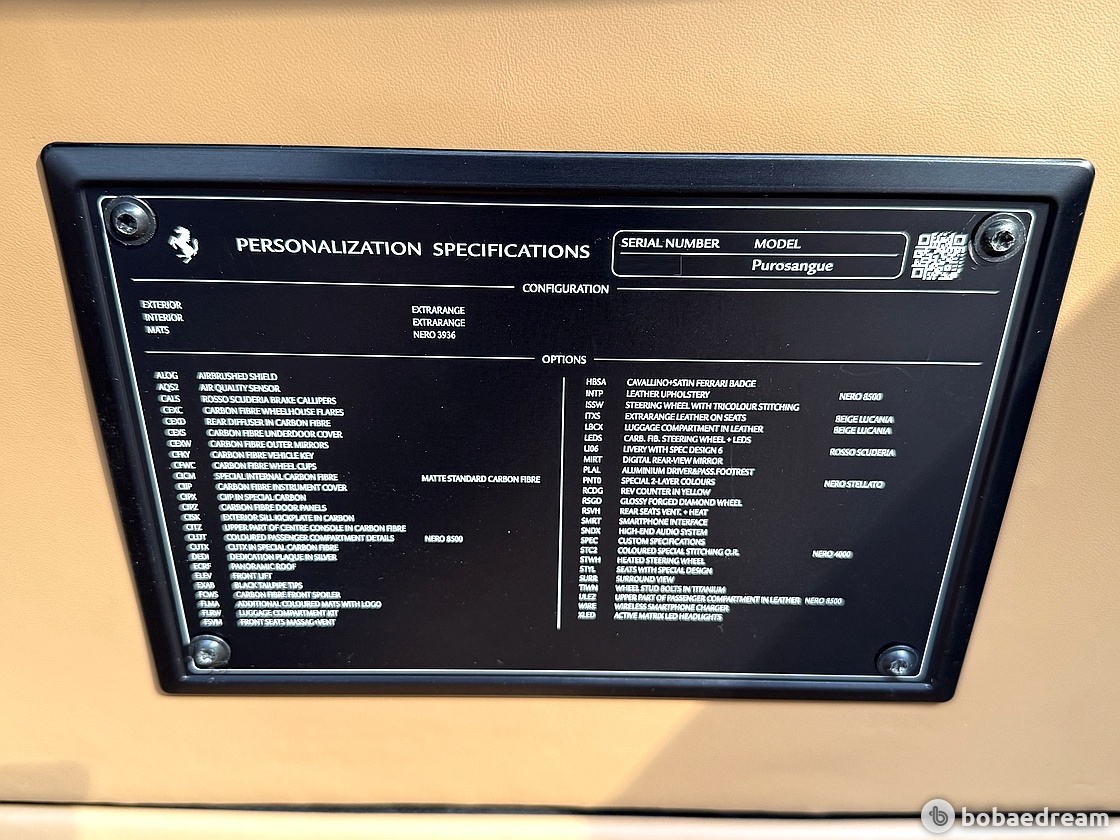 PERSONALIZATION SPECIFICATIONS
SERIAL NUMBER MODEL
Purosangue
CONFIGURATION
EXTERIOR EXTRARANGE
INTERIOR EXTRARANGE
MATS NERO 3936
OPTIONS
ALOG AIRBRUSHED SHIELD
AQS2 AIR QUALITY SENSOR
CALS ROSSO SCUDERIA BRAKE CALLIPERS
CEXC CARBON FIBRE WHEELHOUSE FLARES
CEXD REAR DIFFUSER IN CARBON FIBRE
CEXS CARBON FIBRE UNDERDOOR COVER
CEXW CARBON FIBRE OUTER MIRRORS
CFKY CARBON FIBRE VEHICLE KEY
CFWC CARBON FIBRE WHEEL CUPS
CICM SPECIAL INTERNAL CARBON FIBRE MATTE STANDARD CARBON FIBRE
CIIP CARBON FIBRE INSTRUMENT COVER
CIPX CIIP IN SPECIAL CARBON
CIPZ CARBON FIBRE DOOR PANELS
CISK EXTERIOR SILL KICKPLATE IN CARBON
CITZ UPPER PART OF CENTRE CONSOLE IN CARBON FIBRE
CLDT COLOURED PASSENGER COMPARTMENT DETAILS NERO 8500
CUTX CUTX IN SPECIAL CARBON FIBRE
DEDI DEDICATION PLAQUE IN SILVER
ECRF PANORAMIC ROOF
ELEV FRONT LIFT
EXAB BLACK TAILPIPE TIPS
FCWS CARBON FIBRE FRONT SPOILER
FLMA ADDITIONAL COLOURED MATS WITH LOGO
FLRW LUGGAGE COMPARTMENT KIT
FSVM FRONT SEATS MASSAG+VENT
HBSA CAVALLINO+SATIN FERRARI BADGE
INTP LEATHER UPHOLSTERY NERO 8500
ISSW STEERING WHEEL WITH TRICOLOUR STITCHING
ITXS EXTRARANGE LEATHER ON SEATS BEIGE LUCANIA
LBCX LUGGAGE COMPARTMENT IN LEATHER BEIGE LUCANIA
LEDS CARB. FIB. STEERING WHEEL + LEDS
LI06 LIVERY WITH SPEC DESIGN 6 ROSSO SCUDERIA
MIRT DIGITAL REAR-VIEW MIRROR
PLAL ALUMINIUM DRIVER&PASS.FOOTREST
PNT0 SPECIAL 2-LAYER COLOURS NERO STELLATO
RCDG REV COUNTER IN YELLOW
RSGD GLOSSY FORGED DIAMOND WHEEL
RSVH REAR SEATS VENT. + HEAT
SMRT SMARTPHONE INTERFACE
SNDX HIGH-END AUDIO SYSTEM
SPEC CUSTOM SPECIFICATIONS
STC2 COLOURED SPECIAL STITCHING O.R. NERO 4000
STWH HEATED STEERING WHEEL
STYL SEATS WITH SPECIAL DESIGN
SURR SURROUND VIEW
TIWN WHEEL STUD BOLTS IN TITANIUM
ULEZ UPPER PART OF PASSENGER COMPARTMENT IN LEATHER NERO 8500
WIRE WIRELESS SMARTPHONE CHARGER
XLED ACTIVE MATRIX LED HEADLIGHTS
bobaedream